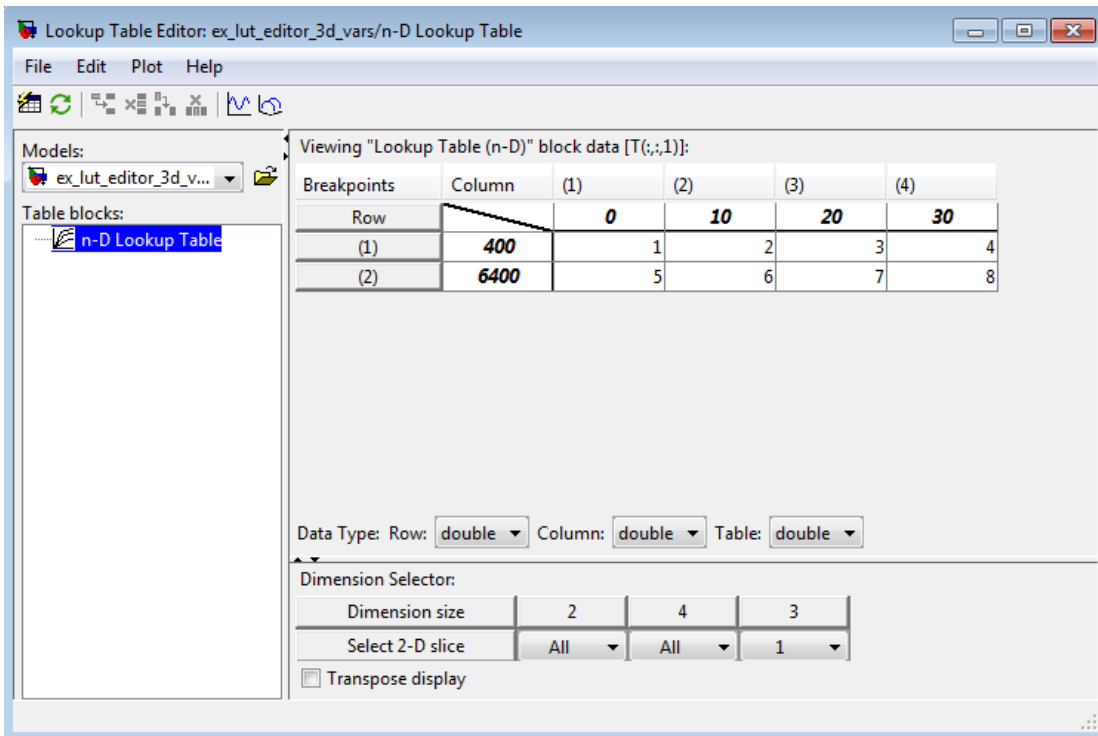 Lookup Table Editor: ex_lut_editor_3d_vars/n-D Lookup Table
File Edit Plot Help
Models:
ex_lut_editor_3d_v...
Table blocks:
n-D Lookup Table
Viewing "Lookup Table (n-D)" block data [T(:,:,1)]:
Breakpoints Column (1) (2) (3) (4)
Row 0 10 20 30
(1) 400 1 2 3 4
(2) 6400 5 6 7 8
Data Type: Row: double Column: double Table: double
Dimension Selector:
Dimension size 2 4 3
Select 2-D slice All All 1
Transpose display